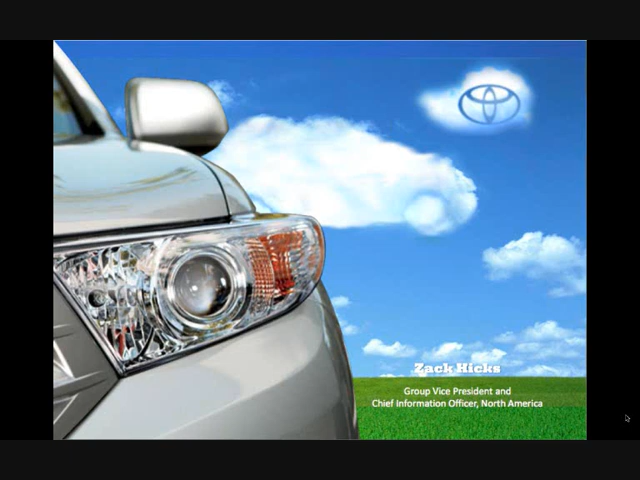 Zack Hicks
Group Vice President and
Chief Information Officer, North America